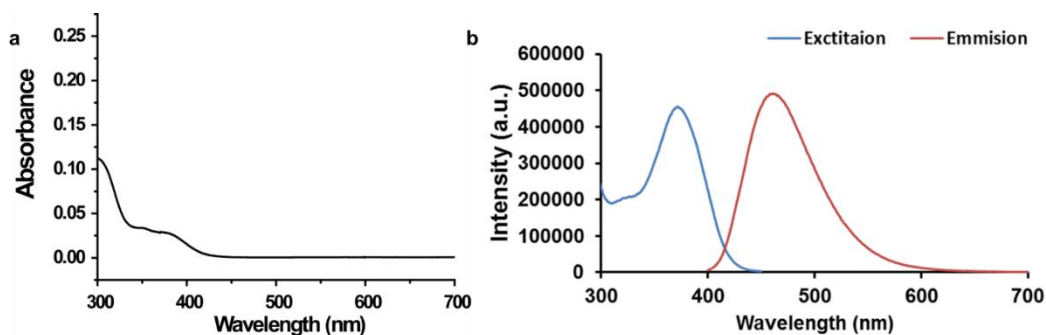 a
0.25
0.20
0.15
0.10
0.05
0.00
Absorbance
300 400 500 600 700
Wavelength (nm)
b
Exctitaion Emmision
600000
500000
400000
300000
200000
100000
0
Intensity (a.u.)
300 400 500 600 700
Wavelength (nm)